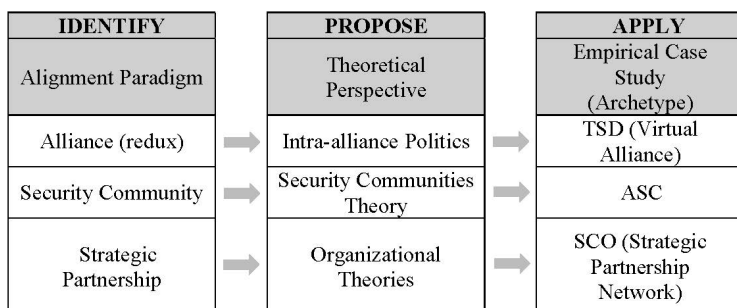 IDENTIFY
PROPOSE
APPLY
Alignment Paradigm
Theoretical
Perspective
Empirical Case
Study
(Archetype)
Alliance (redux)
Intra-alliance Politics
TSD (Virtual
Alliance)
Security Community
Security Communities
Theory
ASC
Strategic
Partnership
Organizational
Theories
SCO (Strategic
Partnership
Network)